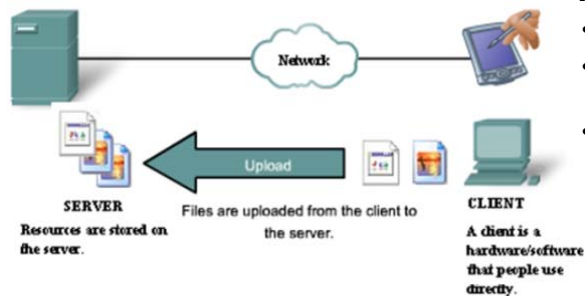 Network
Upload
SERVER
Resources are stored on
the server.
Files are uploaded from the client to
the server.
CLIENT
A client is a
hardware/software
that people use
directly.